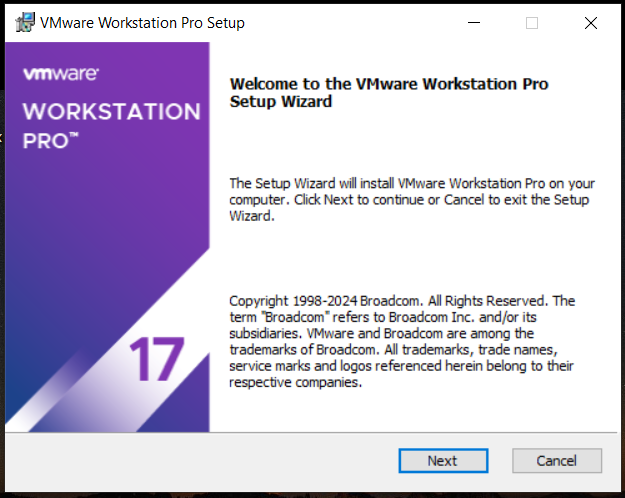 VMware Workstation Pro Setup
vmware®
WORKSTATION
PRO™
17
Welcome to the VMware Workstation Pro
Setup Wizard
The Setup Wizard will install VMware Workstation Pro on your
computer. Click Next to continue or Cancel to exit the Setup
Wizard.
Copyright 1998-2024 Broadcom. All Rights Reserved. The
term "Broadcom" refers to Broadcom Inc. and/or its
subsidiaries. VMware and Broadcom are among the
trademarks of Broadcom. All trademarks, trade names,
service marks and logos referenced herein belong to their
respective companies.
Next
Cancel